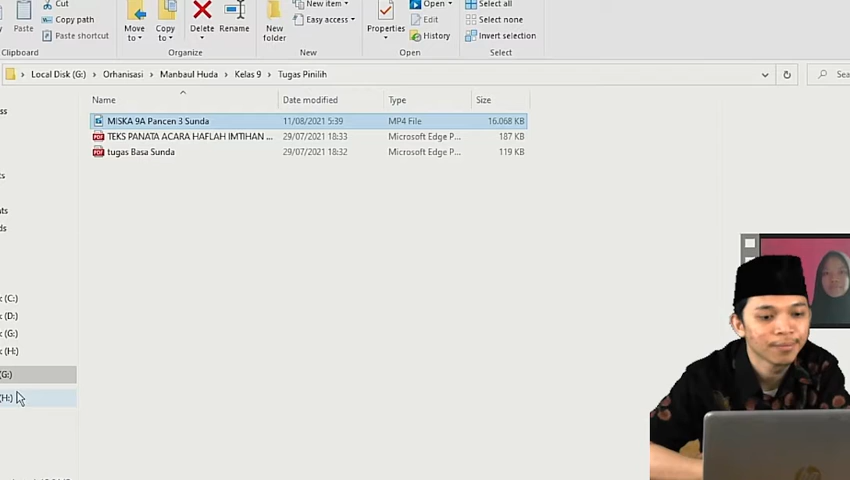 Cut
Copy path
Paste shortcut
Paste
Clipboard
Move to
Copy to
Delete
Rename
Organize
New folder
New item
Easy access
New
Properties
Open
Edit
History
Open
Select all
Select none
Invert selection
Select
Local Disk (G:) > Orhanisasi > Manbaul Huda > Kelas 9 > Tugas Pinilih
Sea
Name Date modified Type Size
MISKA 9A Pancen 3 Sunda 11/08/2021 5:39 MP4 File 16.068 KB
TEKS PANATA ACARA HAFLAH IMTIHAN ... 29/07/2021 18:33 Microsoft Edge P... 187 KB
tugas Basa Sunda 29/07/2021 18:32 Microsoft Edge P... 119 KB
(C:)
(D:)
(G:)
(H:)
(G:)
(H:)